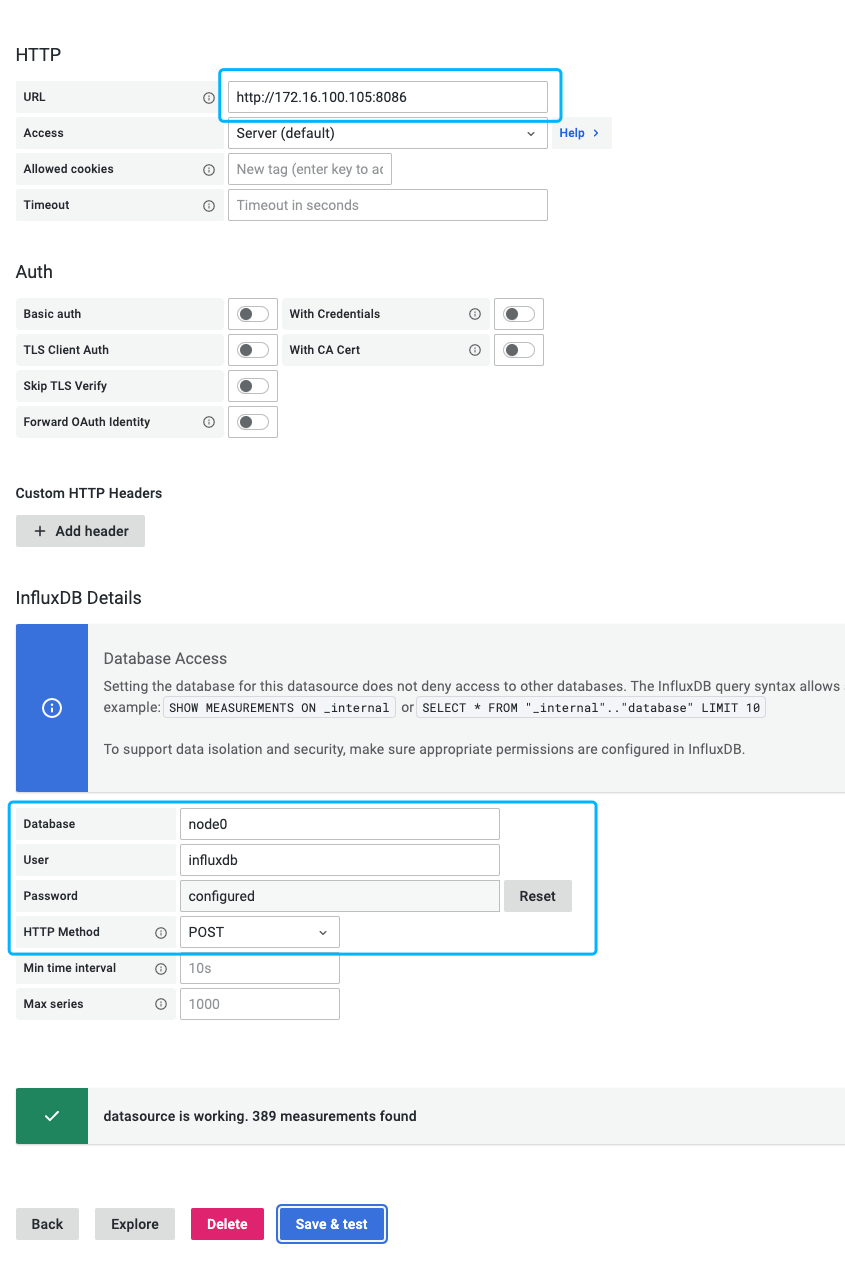 HTTP
URL
http://172.16.100.105:8086
Access
Server (default)
Help
Allowed cookies
New tag (enter key to ac
Timeout
Timeout in seconds
Auth
Basic auth
With Credentials
TLS Client Auth
With CA Cert
Skip TLS Verify
Forward OAuth Identity
Custom HTTP Headers
+ Add header
InfluxDB Details
Database Access
Setting the database for this datasource does not deny access to other databases. The InfluxDB query syntax allows
example: SHOW MEASUREMENTS ON _internal or SELECT * FROM "_internal".."database" LIMIT 10
To support data isolation and security, make sure appropriate permissions are configured in InfluxDB.
Database
node0
User
influxdb
Password
configured
Reset
HTTP Method
POST
Min time interval
10s
Max series
1000
datasource is working. 389 measurements found
Back
Explore
Delete
Save & test